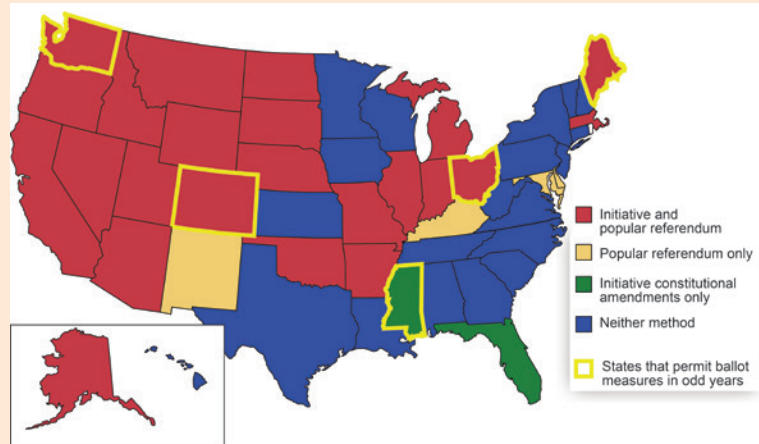 Initiative and
popular referendum
Popular referendum only
Initiative constitutional
amendments only
Neither method
States that permit ballot
measures in odd years